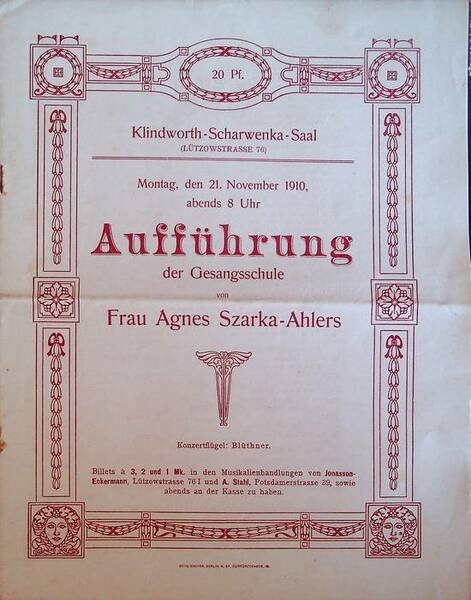 20 Pf.
Klindworth-Scharwenka-Saal
(LÜTZOWSTRASSE 76)
Montag, den 21. November 1910,
abends 8 Uhr
Aufführung
der Gesangsschule
von
Frau Agnes Szarka-Ahlers
Konzertflügel: Blüthner.
Billets à 3, 2 und 1 Mk. in den Musikalienhandlungen von Jonasson-
Eckermann, Lützowstrasse 76 I und A. Stahl, Potsdamerstrasse 39, sowie
abends an der Kasse zu haben.
BERLIN